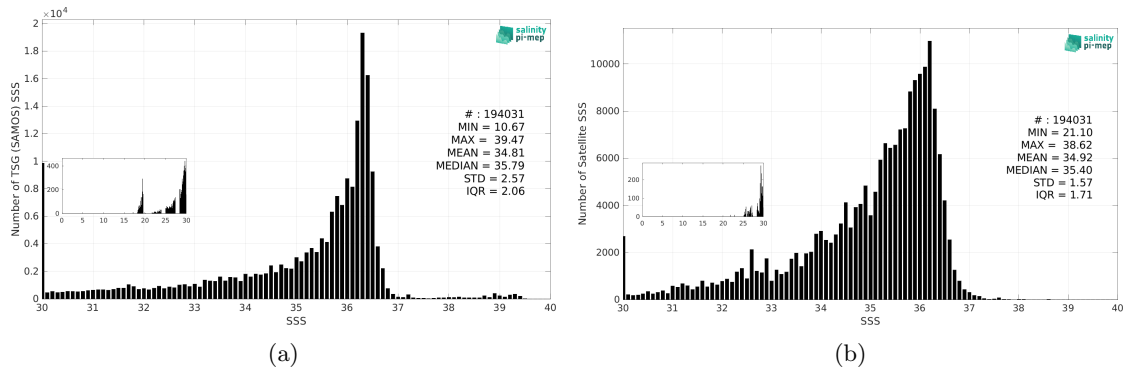 ×10⁴
2
1.8
1.6
1.4
1.2
1
0.8
0.6
0.4
0.2
0
Number of TSG (SAMOS) SSS
salinity
pi-mep
# : 194031
MIN = 10.67
MAX = 39.47
MEAN = 34.81
MEDIAN = 35.79
STD = 2.57
IQR = 2.06
400
200
0
0 5 10 15 20 25 30
30 31 32 33 34 35 36 37 38 39 40
SSS
(a)
10000
8000
6000
4000
2000
0
Number of Satellite SSS
salinity
pi-mep
# : 194031
MIN = 21.10
MAX = 38.62
MEAN = 34.92
MEDIAN = 35.40
STD = 1.57
IQR = 1.71
200
100
0
0 5 10 15 20 25 30
30 31 32 33 34 35 36 37 38 39 40
SSS
(b)